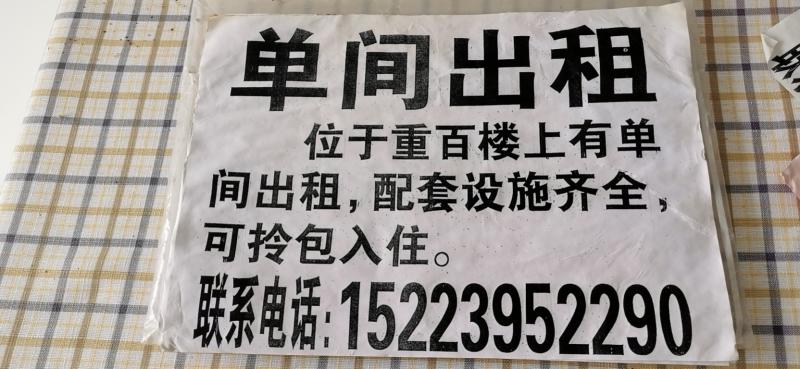 单间出租
位于重百楼上有单
间出租，配套设施齐全，
可拎包入住。
联系电话：15223952290